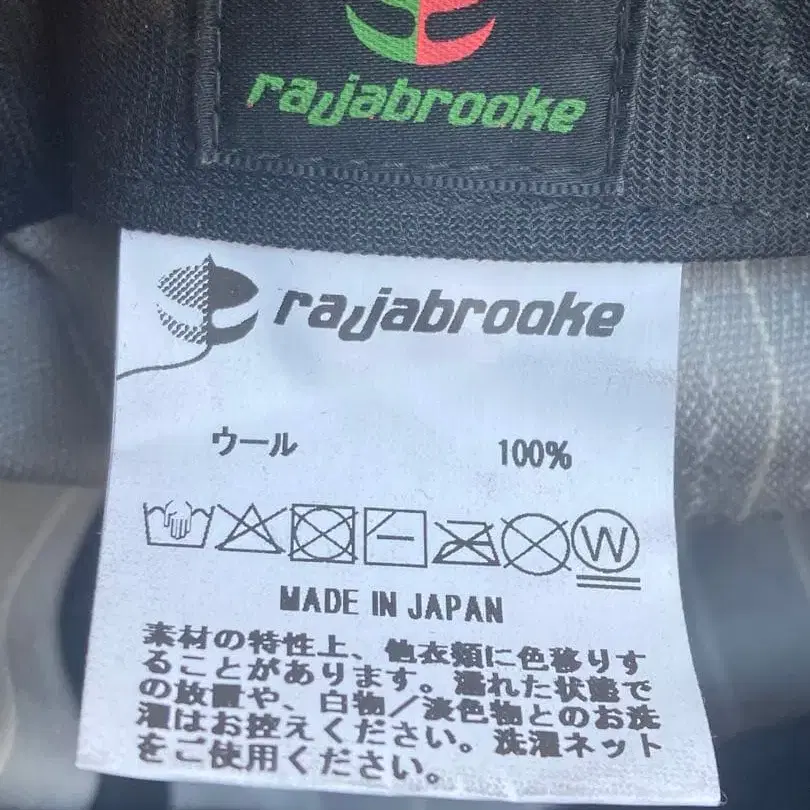 rajabrooke
rajabrooke
ウール 100%
W
MADE IN JAPAN
素材の特性上、他衣類に色移りす
ることがあります。濡れた状態で
の放置や、白物／淡色物とのお洗
濯はお控えください。洗濯ネット
をご使用ください。